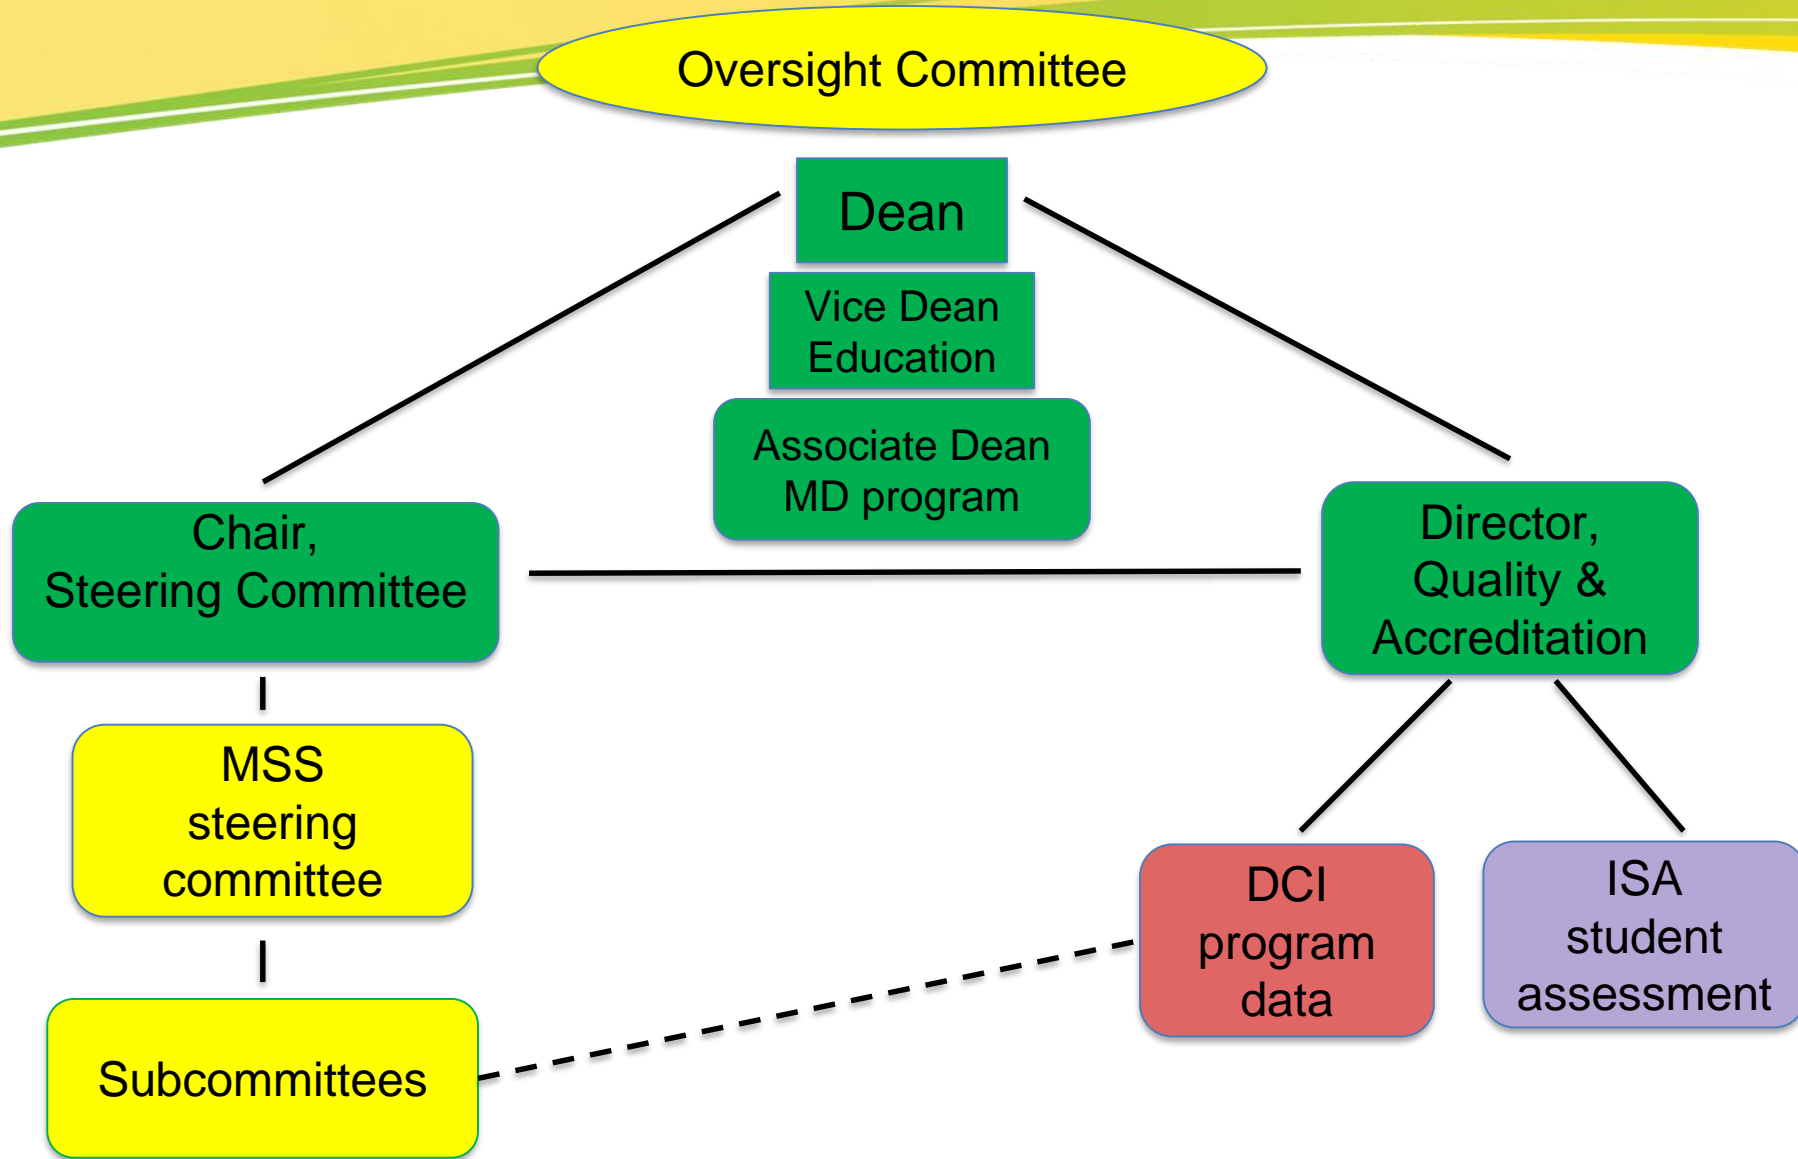 Oversight Committee
Dean
Vice Dean
Education
Associate Dean
MD program
Chair,
Steering Committee
Director,
Quality &
Accreditation
MSS
steering
committee
DCI
program
data
ISA
student
assessment
Subcommittees